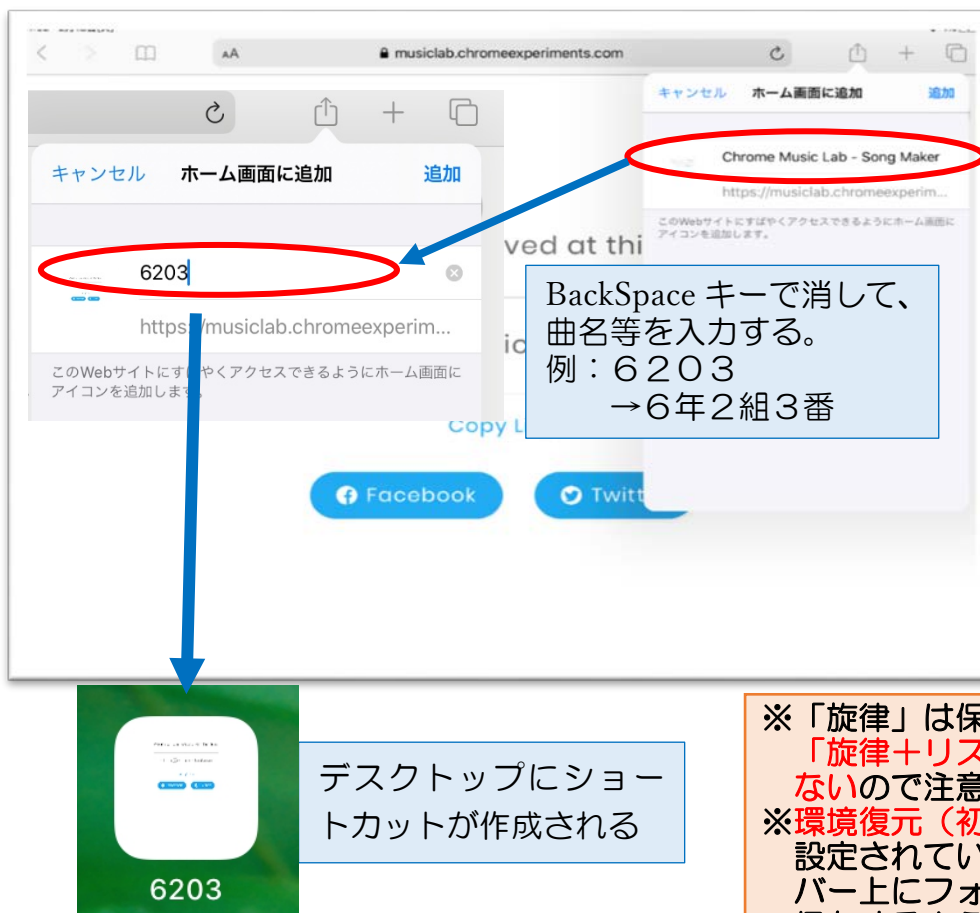 AA
musiclab.chromeexperiments.com
キャンセル ホーム画面に追加 追加
Chrome Music Lab - Song Maker
https://musiclab.chromeexperim...
このWebサイトにすばやくアクセスできるようにホーム画面に
アイコンを追加します。
キャンセル ホーム画面に追加 追加
6203
https://musiclab.chromeexperim...
このWebサイトにすばやくアクセスできるようにホーム画面に
アイコンを追加します。
ved at thi
BackSpace キーで消して、
曲名等を入力する。
例：６２０３
→６年２組３番
Copy L
Facebook
Twitt
6203
デスクトップにショー
トカットが作成される
※「旋律」は保
「旋律＋リス
ないので注意
※環境復元（初
設定されてい
バー上にフォ